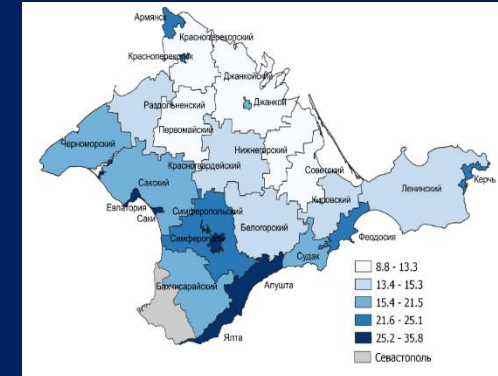 Армянск
Красноперекопский
Красноперекопск
Джанкойский
Раздольненский
Джанкой
Первомайский
Черноморский
Нижнегорский
Красногвардейский
Советский
Сакский
Кировский
Ленинский
Керчь
Евпатория
Саки
Симферопольский
Белогорский
Симферополь
Феодосия
Судак
Бахчисарайский
Алушта
Ялта
8.8 - 13.3
13.4 - 15.3
15.4 - 21.5
21.6 - 25.1
25.2 - 35.8
Севастополь